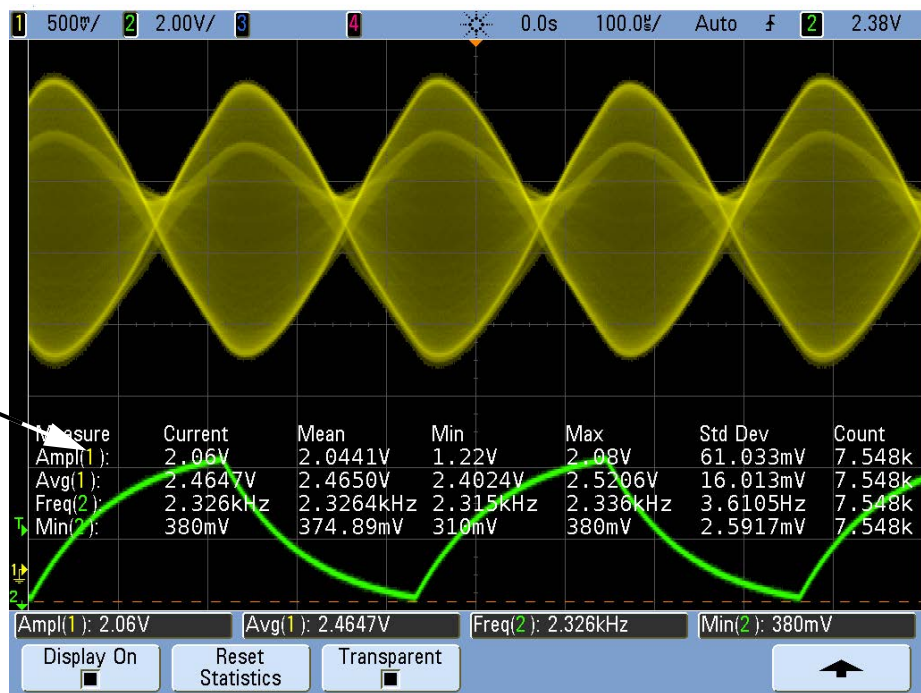 1 500mV/ 2 2.00V/ 3 4 0.0s 100.0us/ Auto 2 2.38V
Measure Current Mean Min Max Std Dev Count
Ampl(1): 2.06V 2.0441V 1.22V 2.08V 61.033mV 7.548k
Avg(1): 2.4647V 2.4650V 2.4024V 2.5206V 16.013mV 7.548k
Freq(2): 2.326kHz 2.3264kHz 2.315kHz 2.336kHz 3.6105Hz 7.548k
Min(2): 380mV 374.89mV 310mV 380mV 2.5917mV 7.548k
T
1
2
Ampl(1): 2.06V Avg(1): 2.4647V Freq(2): 2.326kHz Min(2): 380mV
Display On Reset Statistics Transparent